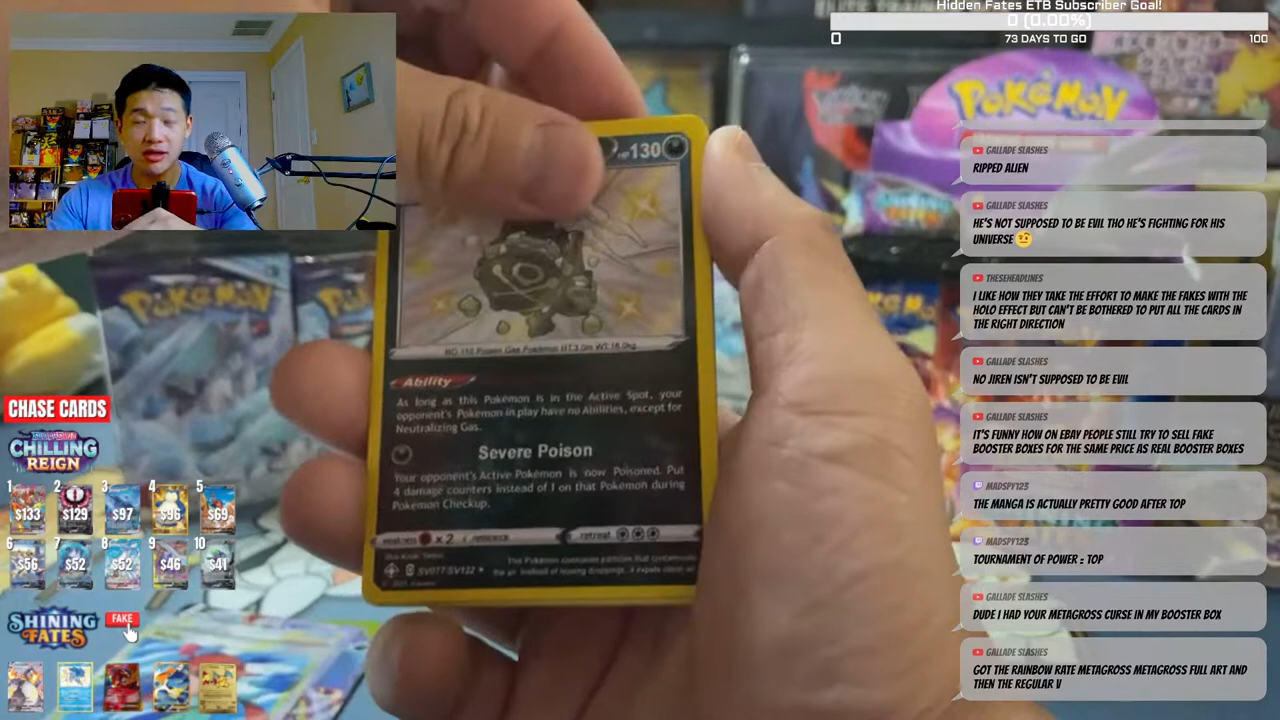 Hidden Fates ETB Subscriber Goal!
0 (0.00%)
0
73 DAYS TO GO
100
POKéMON
GALLADE SLASHES
RIPPED ALIEN
GALLADE SLASHES
HE'S NOT SUPPOSED TO BE EVIL THO HE'S FIGHTING FOR HIS
UNIVERSE 🤨
THESEHEADLINES
I LIKE HOW THEY TAKE THE EFFORT TO MAKE THE FAKES WITH THE
HOLO EFFECT BUT CAN'T BE BOTHERED TO PUT ALL THE CARDS IN
THE RIGHT DIRECTION
GALLADE SLASHES
NO JIREN ISN'T SUPPOSED TO BE EVIL
GALLADE SLASHES
IT'S FUNNY HOW ON EBAY PEOPLE STILL TRY TO SELL FAKE
BOOSTER BOXES FOR THE SAME PRICE AS REAL BOOSTER BOXES
MADSPY123
THE MANGA IS ACTUALLY PRETTY GOOD AFTER TOP
MADSPY123
TOURNAMENT OF POWER = TOP
GALLADE SLASHES
DUDE I HAD YOUR METAGROSS CURSE IN MY BOOSTER BOX
GALLADE SLASHES
GOT THE RAINBOW RATE METAGROSS METAGROSS FULL ART AND
THEN THE REGULAR V
HP130
Ability
As long as this Pokémon is in the Active Spot, your
opponent's Pokémon in play have no Abilities, except for
Neutralizing Gas.
Severe Poison
Your opponent's Active Pokémon is now Poisoned. Put
4 damage counters instead of 1 on that Pokémon during
Pokémon Checkup.
weakness x2
retreat
SV077/SV122
POKéMON
CHASE CARDS
CHILLING
REIGN
1 2 3 4 5
$133 $129 $97 $96 $69
6 7 8 9 10
$56 $52 $52 $46 $41
SHINING
FATES
FAKE